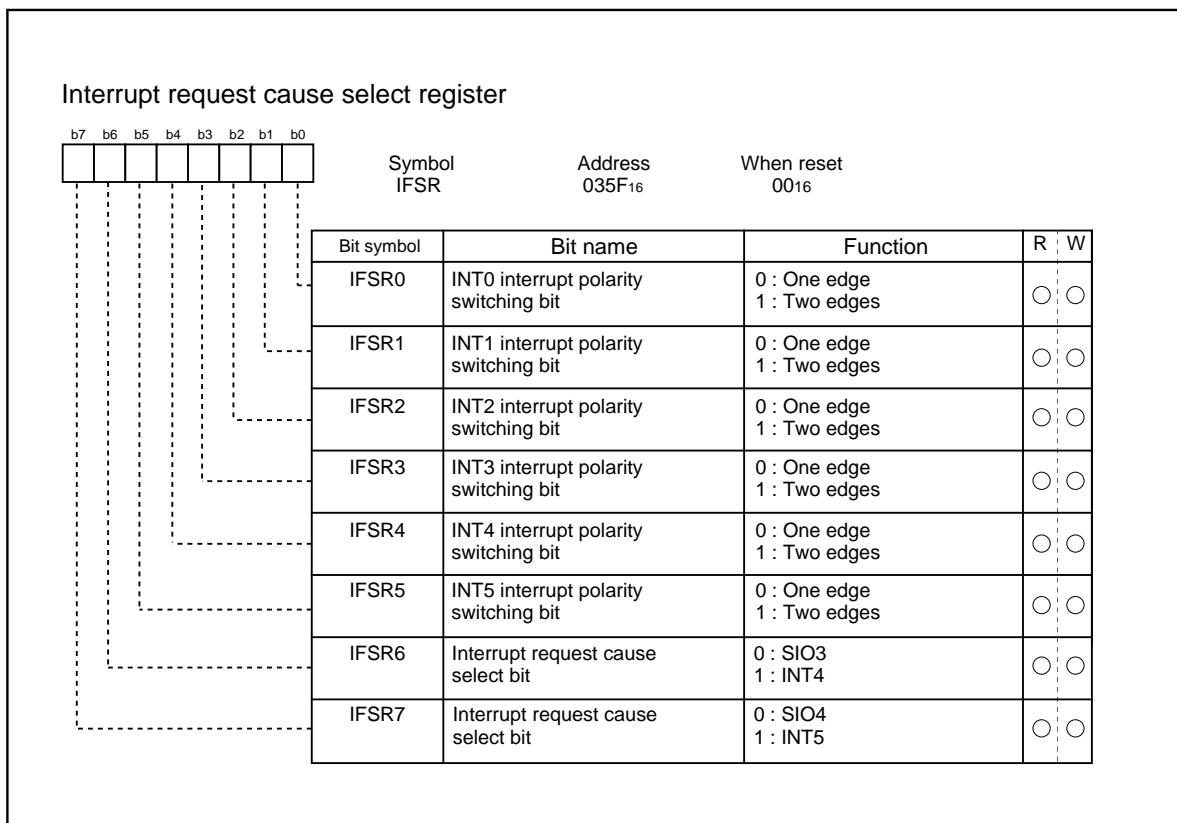 Interrupt request cause select register
b7 b6 b5 b4 b3 b2 b1 b0
Symbol Address When reset
IFSR 035F16 0016
Bit symbol Bit name Function R W
IFSR0 INT0 interrupt polarity 0 : One edge
switching bit 1 : Two edges
IFSR1 INT1 interrupt polarity 0 : One edge
switching bit 1 : Two edges
IFSR2 INT2 interrupt polarity 0 : One edge
switching bit 1 : Two edges
IFSR3 INT3 interrupt polarity 0 : One edge
switching bit 1 : Two edges
IFSR4 INT4 interrupt polarity 0 : One edge
switching bit 1 : Two edges
IFSR5 INT5 interrupt polarity 0 : One edge
switching bit 1 : Two edges
IFSR6 Interrupt request cause 0 : SIO3
select bit 1 : INT4
IFSR7 Interrupt request cause 0 : SIO4
select bit 1 : INT5